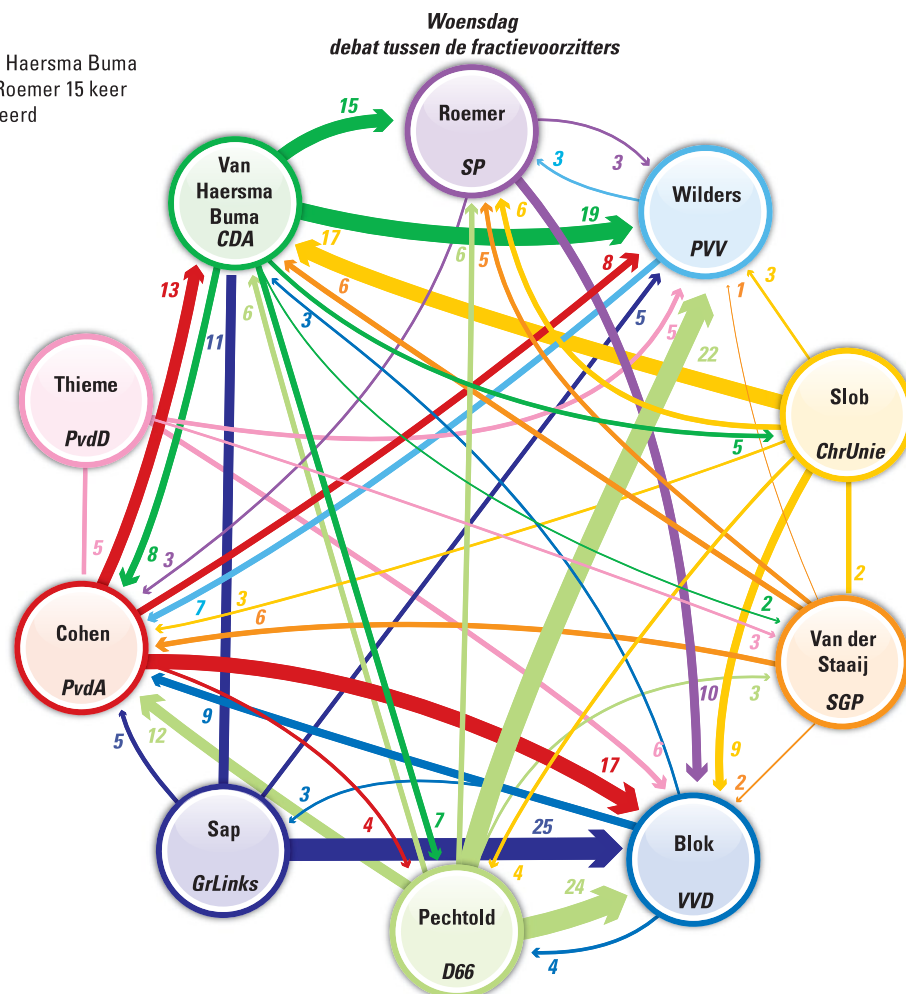 Woensdag
debat tussen de fractievoorzitters
Haersma Buma
Roemer 15 keer
eerd
15
Roemer
SP
3
3
Van
Haersma
Buma
CDA
Wilders
PVV
19
6
17
6
5
8
3
1
13
6
6
3
5
5
11
22
Thieme
PvdD
Slob
ChrUnie
5
5
8
3
2
7
3
6
2
3
Cohen
PvdA
Van der
Staaij
SGP
3
10
9
12
5
6
9
17
2
3
4
7
25
Sap
GrLinks
Blok
VVD
4
24
Pechtold
D66
4